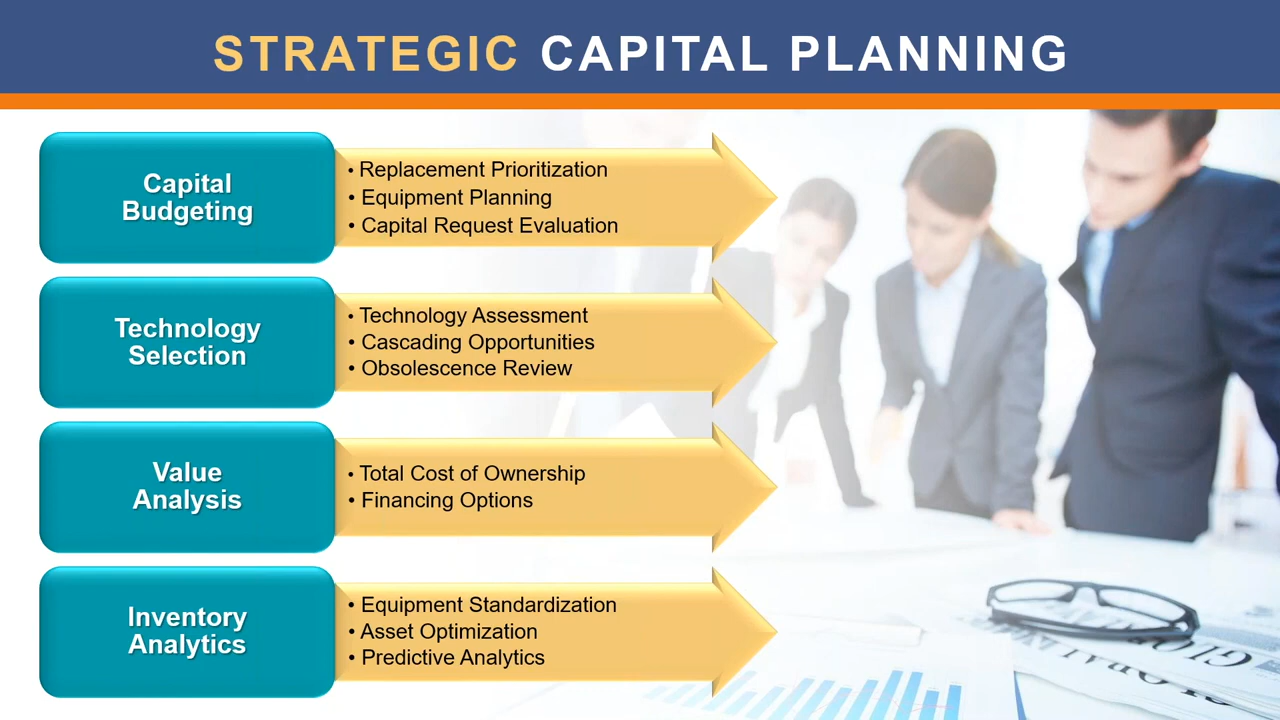 STRATEGIC CAPITAL PLANNING
Capital
Budgeting
• Replacement Prioritization
• Equipment Planning
• Capital Request Evaluation
Technology
Selection
• Technology Assessment
• Cascading Opportunities
• Obsolescence Review
Value
Analysis
• Total Cost of Ownership
• Financing Options
Inventory
Analytics
• Equipment Standardization
• Asset Optimization
• Predictive Analytics